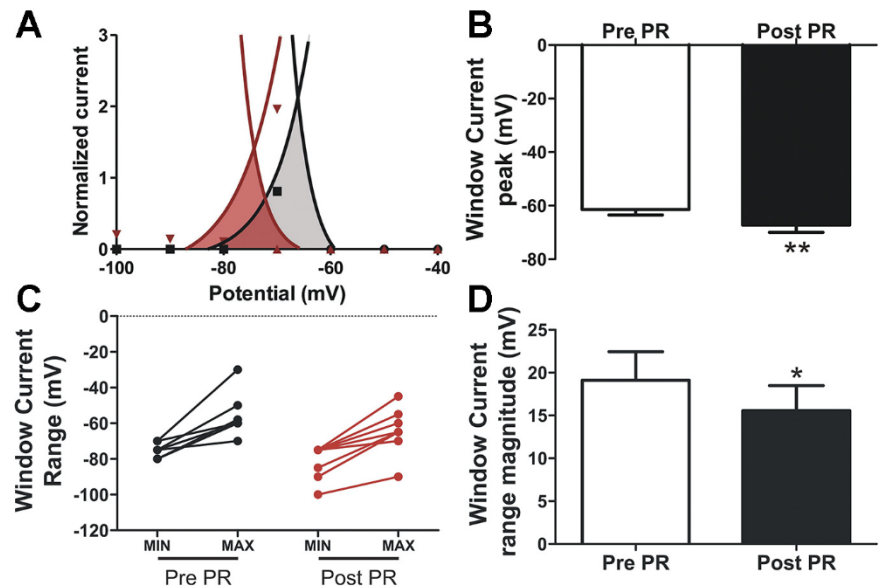 A
Normalized current
3
2
1
0
-100
-80
-60
-40
Potential (mV)
B
Pre PR
Post PR
Window Current
peak (mV)
0
-20
-40
-60
-80
**
C
Window Current
Range (mV)
0
-20
-40
-60
-80
-100
-120
MIN
MAX
MIN
MAX
Pre PR
Post PR
D
Window Current
range magnitude (mV)
25
20
15
10
5
0
*
Pre PR
Post PR